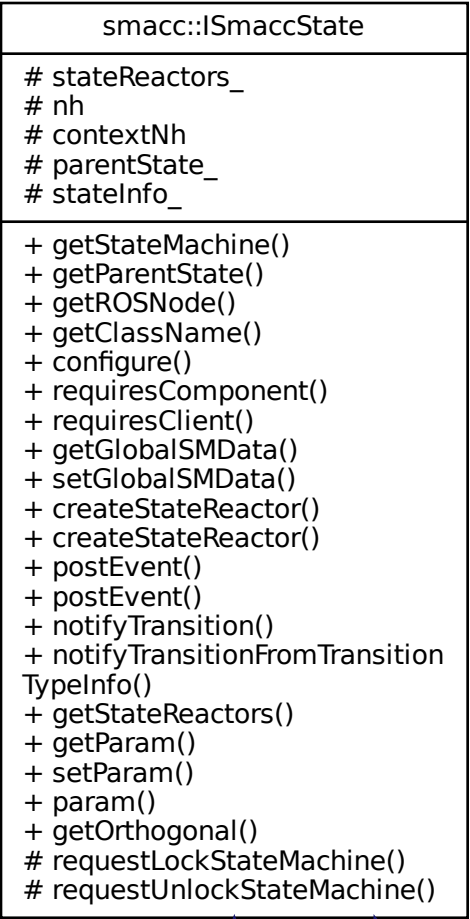 smacc::ISmaccState
# stateReactors_
# nh
# contextNh
# parentState_
# stateInfo_
+ getStateMachine()
+ getParentState()
+ getROSNode()
+ getClassName()
+ configure()
+ requiresComponent()
+ requiresClient()
+ getGlobalSMData()
+ setGlobalSMData()
+ createStateReactor()
+ createStateReactor()
+ postEvent()
+ postEvent()
+ notifyTransition()
+ notifyTransitionFromTransition
TypeInfo()
+ getStateReactors()
+ getParam()
+ setParam()
+ param()
+ getOrthogonal()
# requestLockStateMachine()
# requestUnlockStateMachine()